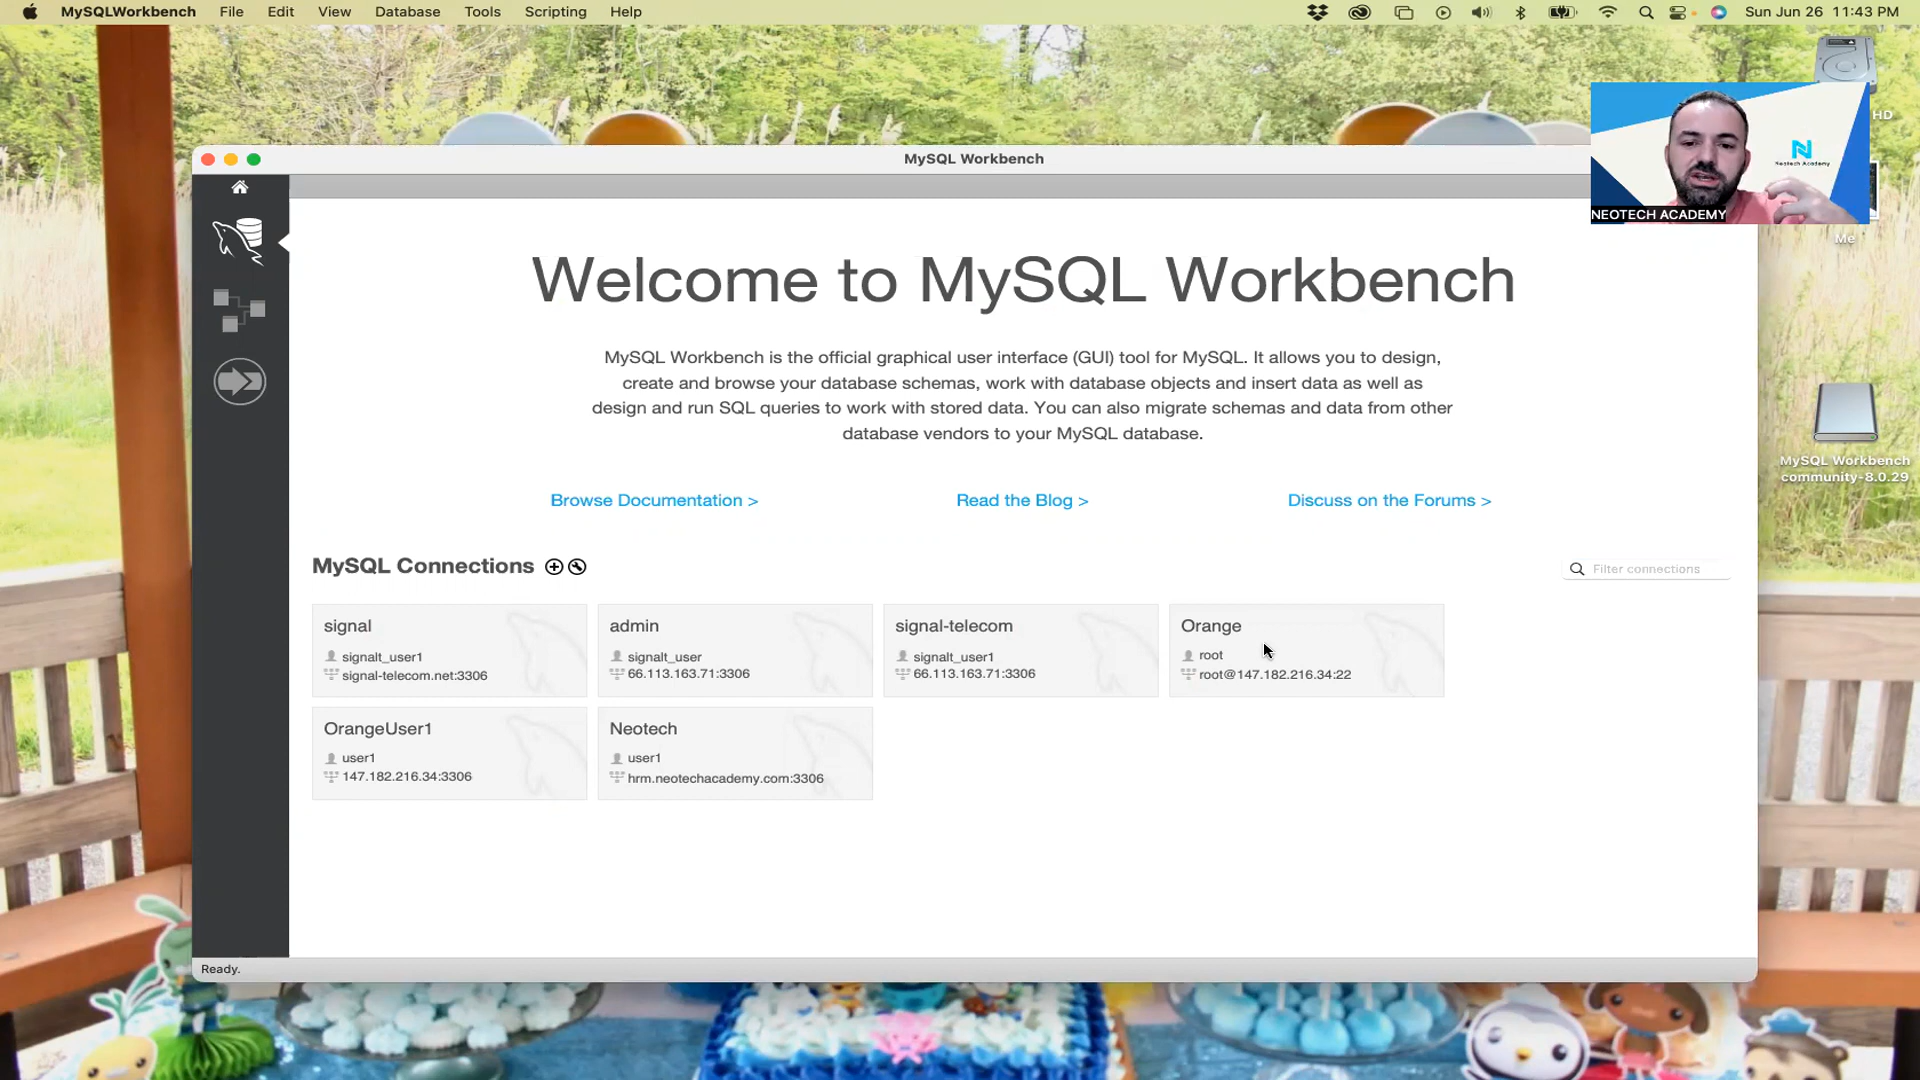 MySQLWorkbench File Edit View Database Tools Scripting Help
Sun Jun 26 11:43 PM
HD
Neotech Academy
NEOTECH ACADEMY
Me
MySQL Workbench
Welcome to MySQL Workbench
MySQL Workbench is the official graphical user interface (GUI) tool for MySQL. It allows you to design,
create and browse your database schemas, work with database objects and insert data as well as
design and run SQL queries to work with stored data. You can also migrate schemas and data from other
database vendors to your MySQL database.
Browse Documentation >
Read the Blog >
Discuss on the Forums >
MySQL Workbench
community-8.0.29
MySQL Connections
Filter connections
signal
signalt_user1
signal-telecom.net:3306
admin
signalt_user
66.113.163.71:3306
signal-telecom
signalt_user1
66.113.163.71:3306
Orange
root
root@147.182.216.34:22
OrangeUser1
user1
147.182.216.34:3306
Neotech
user1
hrm.neotechacademy.com:3306
Ready.